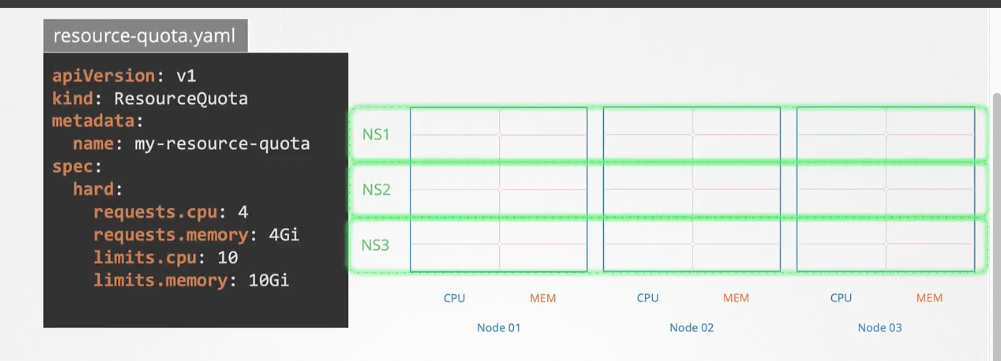 resource-quota.yaml
apiVersion: v1
kind: ResourceQuota
metadata:
  name: my-resource-quota
spec:
  hard:
    requests.cpu: 4
    requests.memory: 4Gi
    limits.cpu: 10
    limits.memory: 10Gi
NS1
NS2
NS3
CPU MEM CPU MEM CPU MEM
Node 01 Node 02 Node 03